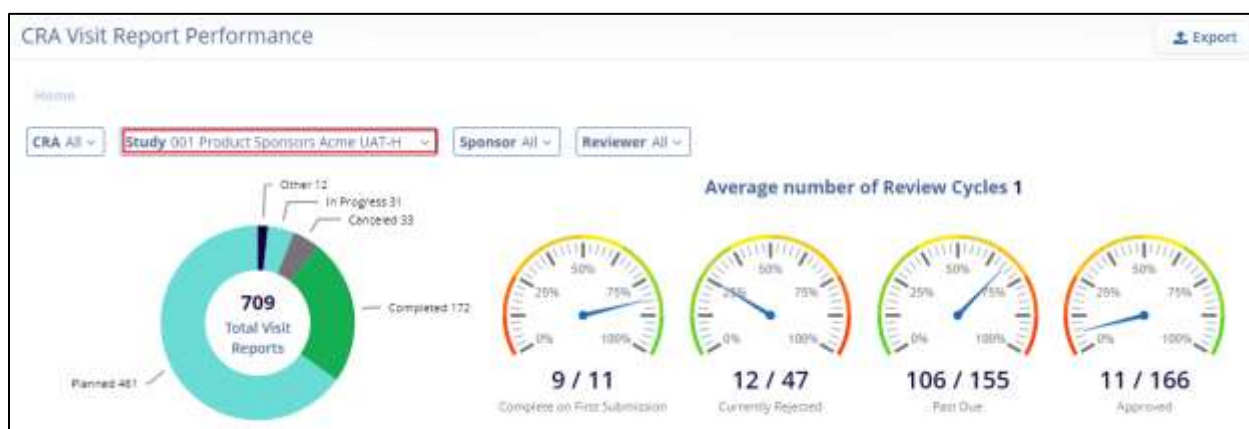 CRA Visit Report Performance
Export
Home
CRA All
Study 001 Product Sponsors Acme UAT-H
Sponsor All
Reviewer All
Other 12
In Progress 31
Canceled 33
Completed 172
Planned 461
709
Total Visit
Reports
Average number of Review Cycles 1
0% 25% 50% 75% 100%
9 / 11
Complete on First Submission
0% 25% 50% 75% 100%
12 / 47
Currently Rejected
0% 25% 50% 75% 100%
106 / 155
Past Due
0% 25% 50% 75% 100%
11 / 166
Approved